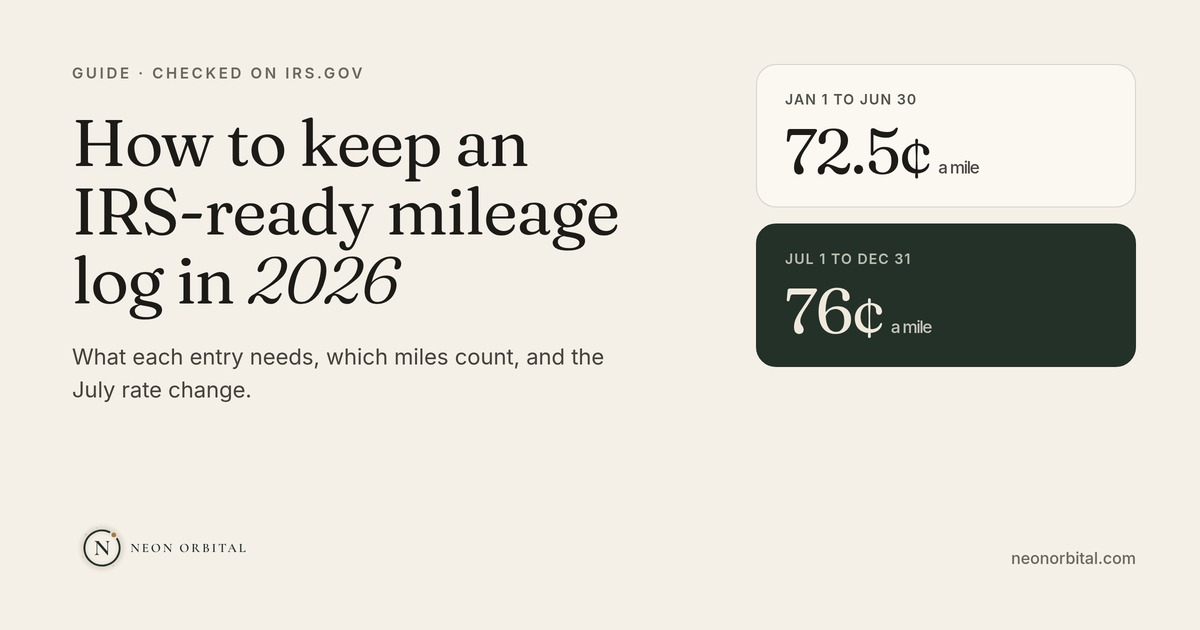 GUIDE · CHECKED ON IRS.GOV
How to keep an
IRS-ready mileage
log in 2026
What each entry needs, which miles count, and the
July rate change.
JAN 1 TO JUN 30
72.5¢ a mile
JUL 1 TO DEC 31
76¢ a mile
N NEON ORBITAL
neonorbital.com